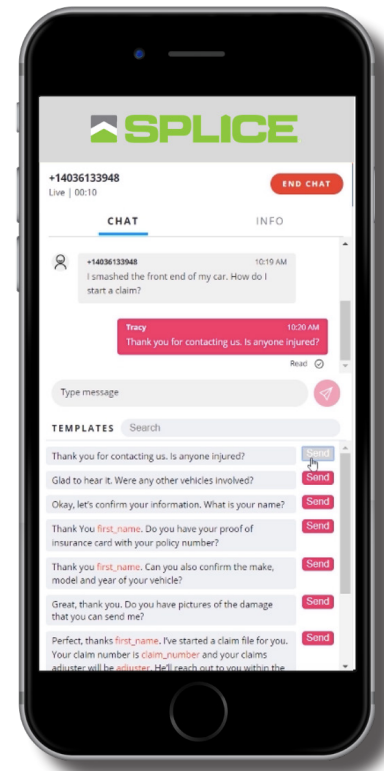 SPLICE
+14036133948
Live | 00:10
END CHAT
CHAT
INFO
+14036133948
10:19 AM
I smashed the front end of my car. How do I
start a claim?
Tracy
10:20 AM
Thank you for contacting us. Is anyone injured?
Read
Type message
TEMPLATES
Search
Thank you for contacting us. Is anyone injured?
Send
Glad to hear it. Were any other vehicles involved?
Send
Okay, let's confirm your information. What is your name?
Send
Thank You first_name. Do you have your proof of
insurance card with your policy number?
Send
Thank you first_name. Can you also confirm the make,
model and year of your vehicle?
Send
Great, thank you. Do you have pictures of the damage
that you can send me?
Send
Perfect, thanks first_name. I've started a claim file for you.
Your claim number is claim_number and your claims
adjuster will be adjuster. He'll reach out to you within the
Send